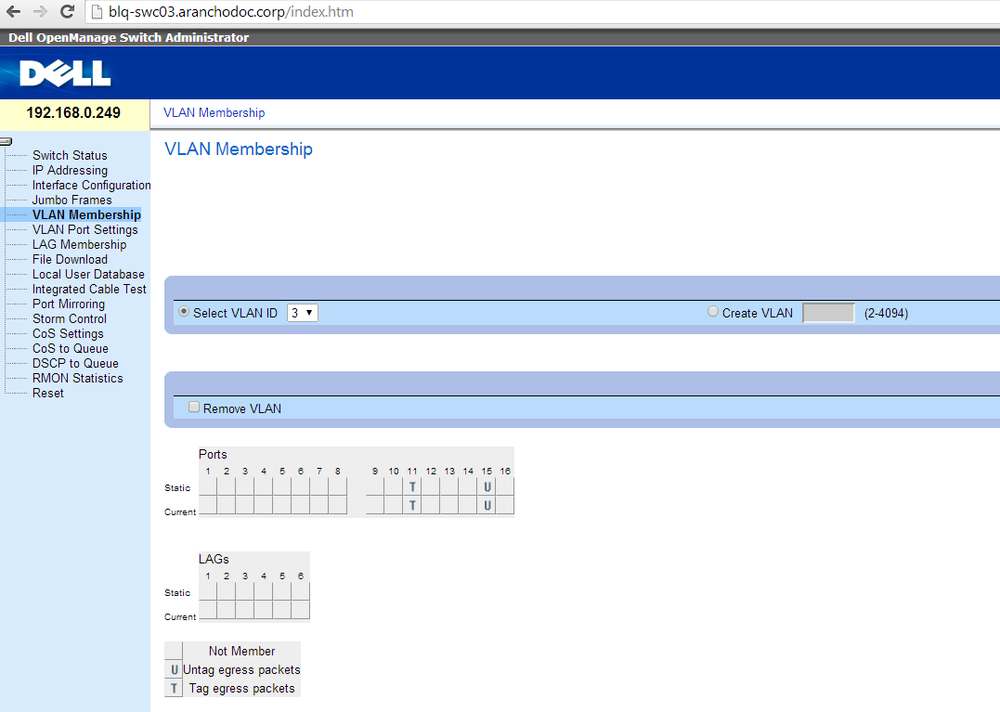 blq-swc03.aranchodoc.corp/index.htm
Dell OpenManage Switch Administrator
DELL
192.168.0.249
VLAN Membership
VLAN Membership
Switch Status
IP Addressing
Interface Configuration
Jumbo Frames
VLAN Membership
VLAN Port Settings
LAG Membership
File Download
Local User Database
Integrated Cable Test
Port Mirroring
Storm Control
CoS Settings
CoS to Queue
DSCP to Queue
RMON Statistics
Reset
Select VLAN ID 3 Create VLAN (2-4094)
Remove VLAN
Ports
1 2 3 4 5 6 7 8 9 10 11 12 13 14 15 16
Static T U
Current T U
LAGs
1 2 3 4 5 6
Static
Current
Not Member
U Untag egress packets
T Tag egress packets